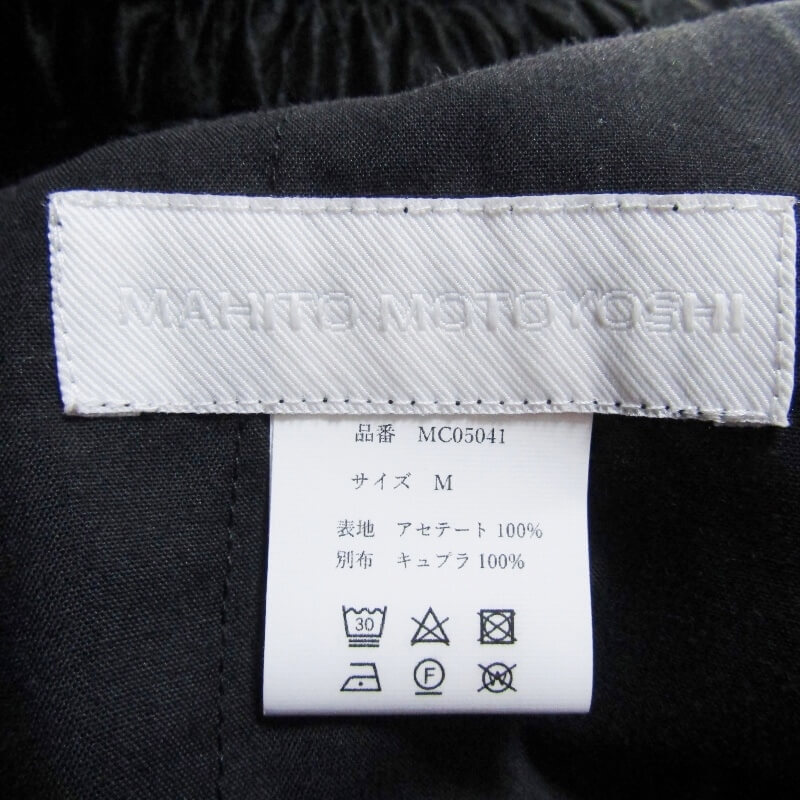 MAHITO MOTOYOSHI
品番 MC05041
サイズ M
表地 アセテート 100%
別布 キュプラ 100%
30
F W